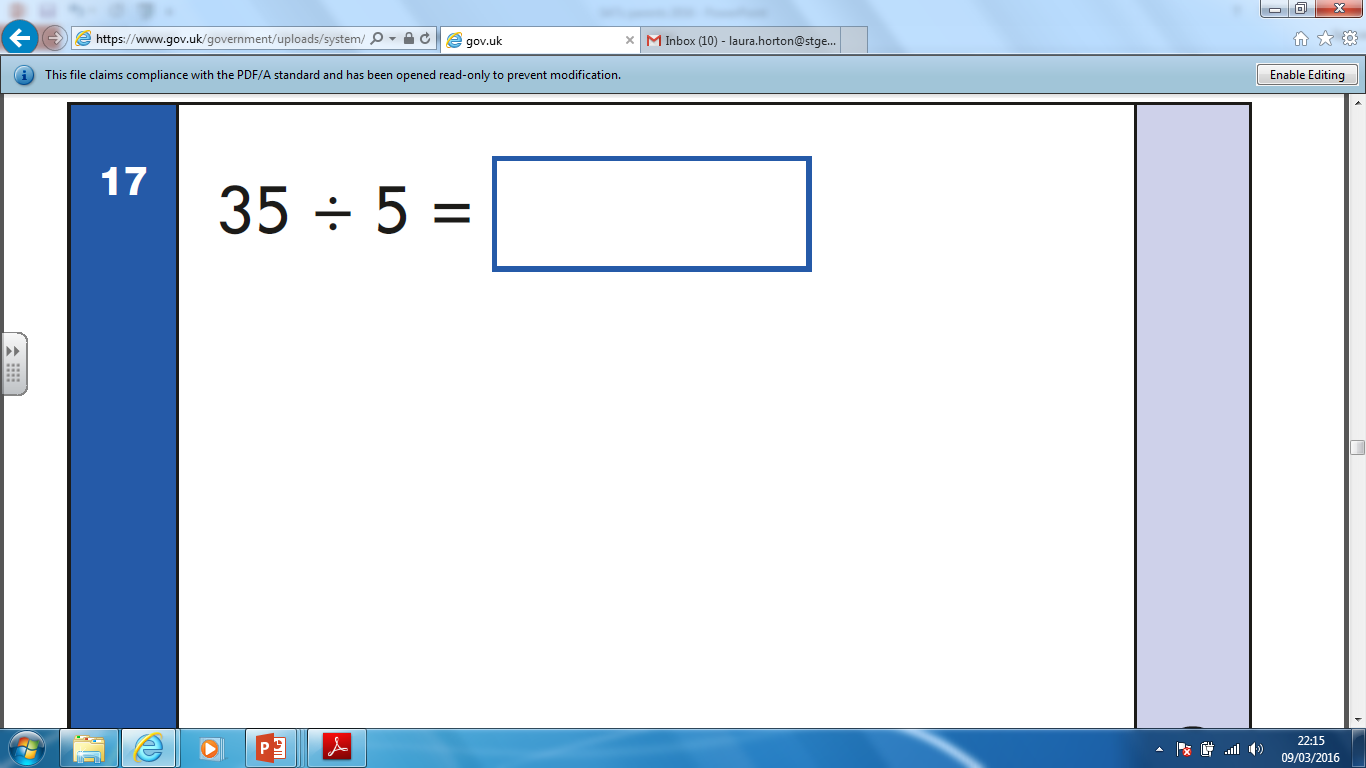 https://www.gov.uk/government/uploads/system/
gov.uk
Inbox (10) - laura.horton@stge...
This file claims compliance with the PDF/A standard and has been opened read-only to prevent modification.
Enable Editing
17
35 ÷ 5 =
22:15
09/03/2016